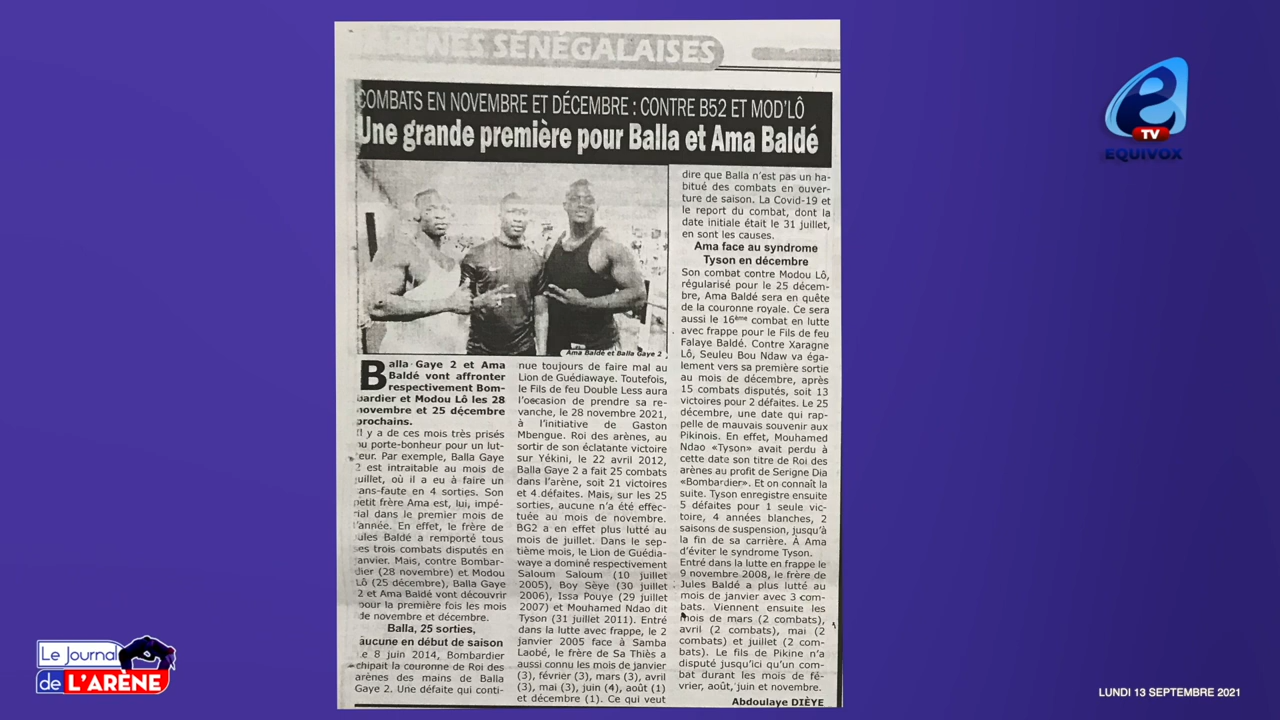 ARÈNES SÉNÉGALAISES
COMBATS EN NOVEMBRE ET DÉCEMBRE : CONTRE B52 ET MOD'LÔ
Une grande première pour Balla et Ama Baldé
Ama Baldé et Balla Gaye 2
Balla Gaye 2 et Ama
Baldé vont affronter
respectivement Bom-
bardier et Modou Lô les 28
novembre et 25 décembre
prochains.
Il y a de ces mois très prisés
ou porte-bonheur pour un lut-
teur. Par exemple, Balla Gaye
2 est intraitable au mois de
juillet, où il a eu à faire un
sans-faute en 4 sorties. Son
petit frère Ama est, lui, impé-
rial dans le premier mois de
l'année. En effet, le frère de
Jules Baldé a remporté tous
ses trois combats disputés en
janvier. Mais, contre Bombar-
dier (28 novembre) et Modou
Lô (25 décembre), Balla Gaye
2 et Ama Baldé vont découvrir
pour la première fois les mois
de novembre et décembre.
Balla, 25 sorties,
aucune en début de saison
Le 8 juin 2014, Bombardier
chipait la couronne de Roi des
arènes des mains de Balla
Gaye 2. Une défaite qui conti-
nue toujours de faire mal au
Lion de Guédiawaye. Toutefois,
le Fils de feu Double Less aura
l'occasion de prendre sa re-
vanche, le 28 novembre 2021,
à l'initiative de Gaston
Mbengue. Roi des arènes, au
sortir de son éclatante victoire
sur Yékini, le 22 avril 2012,
Balla Gaye 2 a fait 25 combats
dans l'arène, soit 21 victoires
et 4 défaites. Mais, sur les 25
sorties, aucune n'a été effec-
tuée au mois de novembre.
BG2 a en effet plus lutté au
mois de juillet. Dans le sep-
tième mois, le Lion de Guédia-
waye a dominé respectivement
Saloum Saloum (10 juillet
2005), Boy Sèye (30 juillet
2006), Issa Pouye (29 juillet
2007) et Mouhamed Ndao dit
Tyson (31 juillet 2011). Entré
dans la lutte avec frappe, le 2
janvier 2005 face à Samba
Laobé, le frère de Sa Thiès a
aussi connu les mois de janvier
(3), février (3), mars (3), avril
(3), mai (3), juin (4), août (1)
et décembre (1). Ce qui veut
dire que Balla n'est pas un ha-
bitué des combats en ouver-
ture de saison. La Covid-19 et
le report du combat, dont la
date initiale était le 31 juillet,
en sont les causes.
Ama face au syndrome
Tyson en décembre
Son combat contre Modou Lô,
régularisé pour le 25 décem-
bre, Ama Baldé sera en quête
de la couronne royale. Ce sera
aussi le 16ème combat en lutte
avec frappe pour le Fils de feu
Falaye Baldé. Contre Xaragne
Lô, Seuleu Bou Ndaw va éga-
lement vers sa première sortie
au mois de décembre, après
15 combats disputés, soit 13
victoires pour 2 défaites. Le 25
décembre, une date qui rap-
pelle de mauvais souvenir aux
Pikinois. En effet, Mouhamed
Ndao «Tyson» avait perdu à
cette date son titre de Roi des
arènes au profit de Serigne Dia
«Bombardier». Et on connaît la
suite. Tyson enregistre ensuite
5 défaites pour 1 seule vic-
toire, 4 années blanches, 2
saisons de suspension, jusqu'à
la fin de sa carrière. À Ama
d'éviter le syndrome Tyson.
Entré dans la lutte en frappe le
9 novembre 2008, le frère de
Jules Baldé a plus lutté au
mois de janvier avec 3 com-
bats. Viennent ensuite les
mois de mars (2 combats),
avril (2 combats), mai (2
combats) et juillet (2 com-
bats). Le fils de Pikine n'a
disputé jusqu'ici qu'un com-
bat durant les mois de fé-
vrier, août, juin et novembre.
Abdoulaye DIÈYE
e
TV
EQUIVOX
Le Journal
de L'ARÈNE
LUNDI 13 SEPTEMBRE 2021